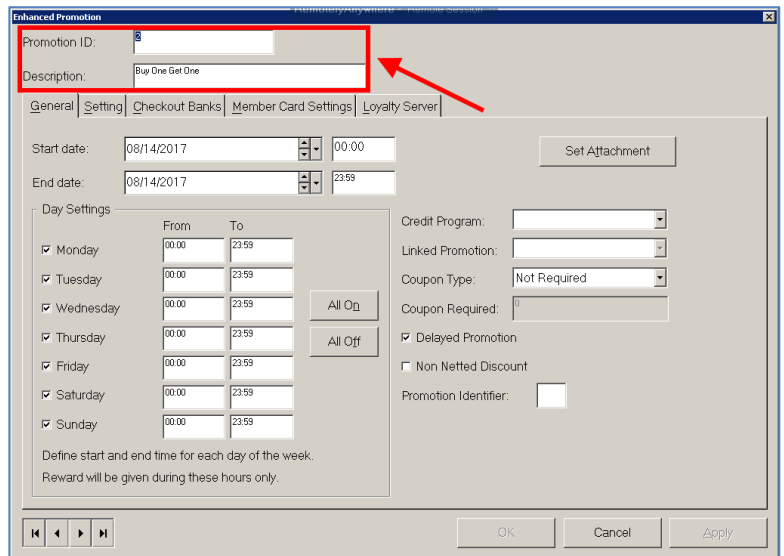 RemotelyAnywhere - Remote Session
Enhanced Promotion
Promotion ID: 2
Description: Buy One Get One
General Setting Checkout Banks Member Card Settings Loyalty Server
Start date: 08/14/2017 00:00 Set Attachment
End date: 08/14/2017 23:59
Day Settings
From To
Monday 00:00 23:59
Tuesday 00:00 23:59
Wednesday 00:00 23:59
Thursday 00:00 23:59
Friday 00:00 23:59
Saturday 00:00 23:59
Sunday 00:00 23:59
All On
All Off
Define start and end time for each day of the week.
Reward will be given during these hours only.
Credit Program:
Linked Promotion:
Coupon Type: Not Required
Coupon Required: 0
Delayed Promotion
Non Netted Discount
Promotion Identifier:
OK Cancel Apply